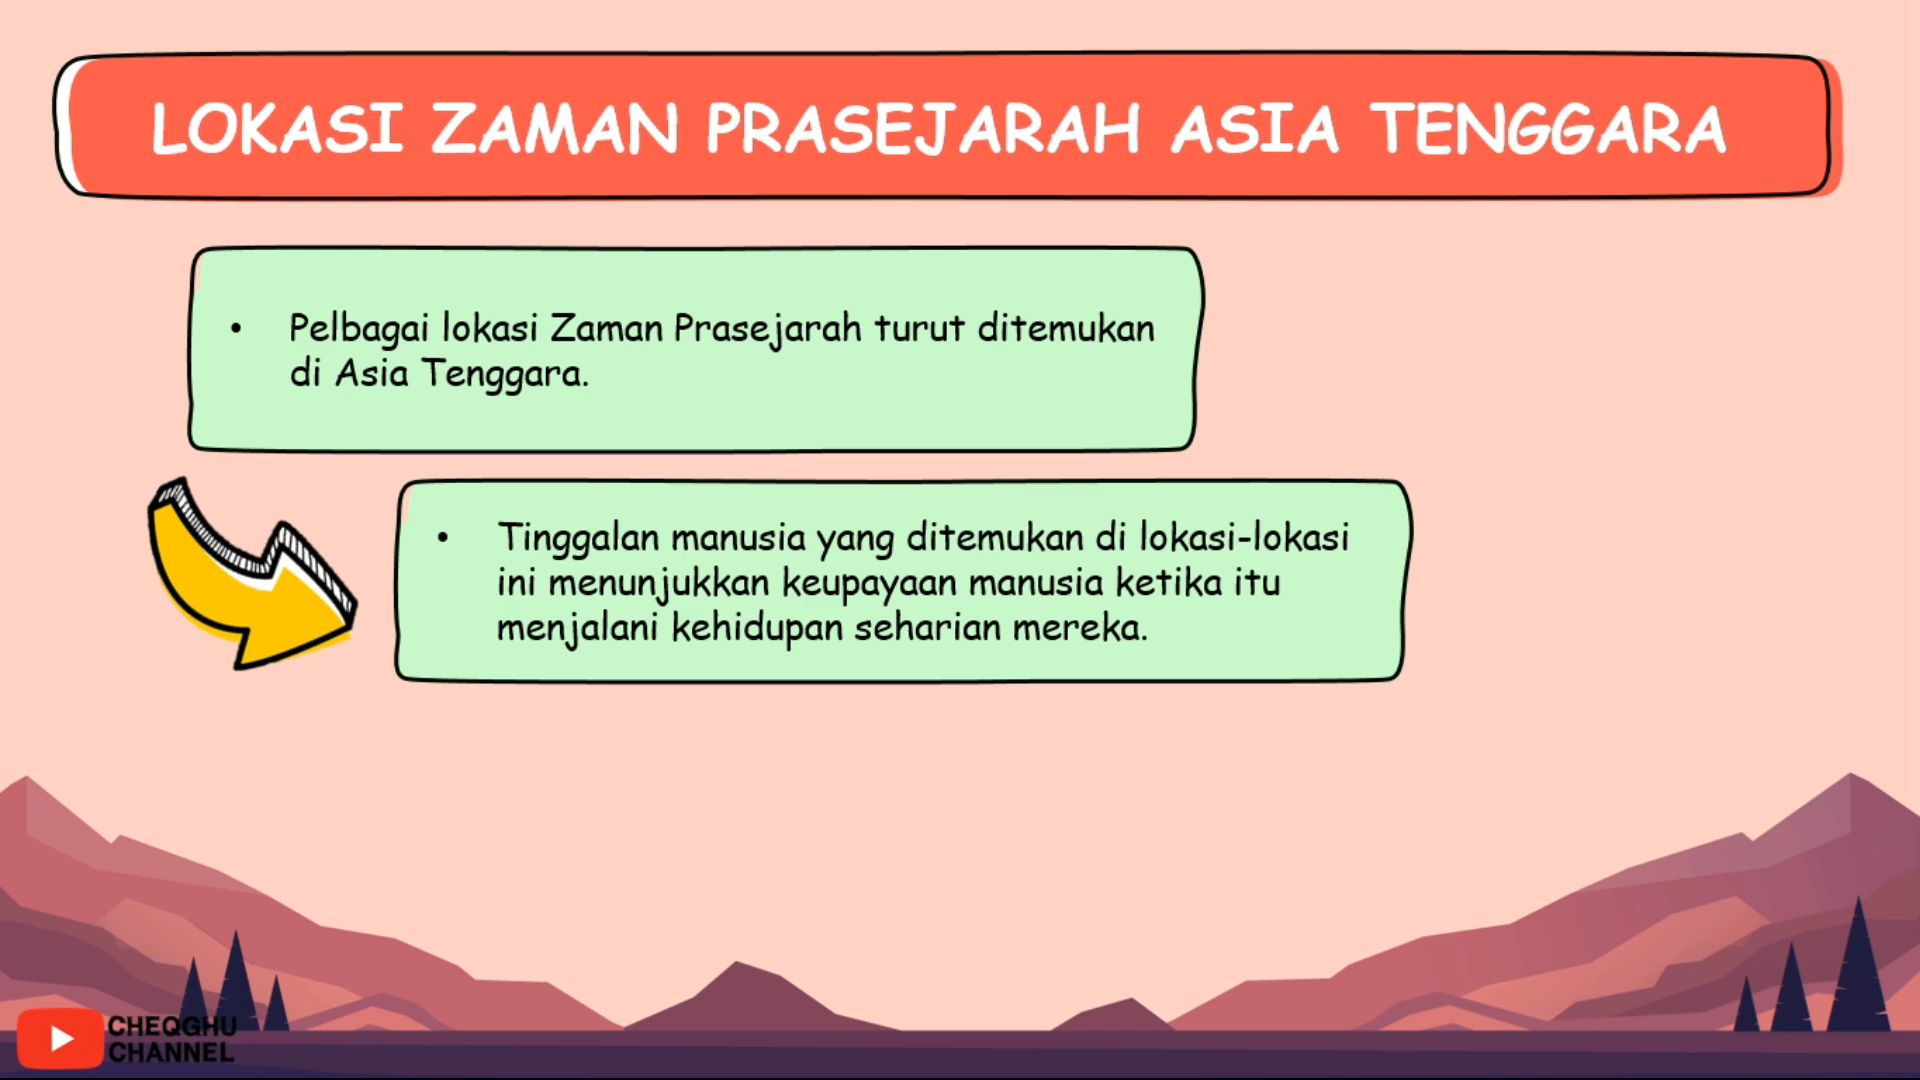 LOKASI ZAMAN PRASEJARAH ASIA TENGGARA
• Pelbagai lokasi Zaman Prasejarah turut ditemukan
di Asia Tenggara.
• Tinggalan manusia yang ditemukan di lokasi-lokasi
ini menunjukkan keupayaan manusia ketika itu
menjalani kehidupan seharian mereka.
CHEQGHU
CHANNEL